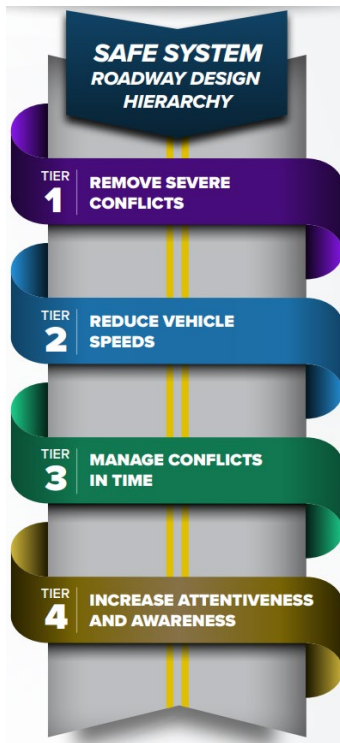 SAFE SYSTEM
ROADWAY DESIGN
HIERARCHY
TIER
1
REMOVE SEVERE
CONFLICTS
TIER
2
REDUCE VEHICLE
SPEEDS
TIER
3
MANAGE CONFLICTS
IN TIME
TIER
4
INCREASE ATTENTIVENESS
AND AWARENESS